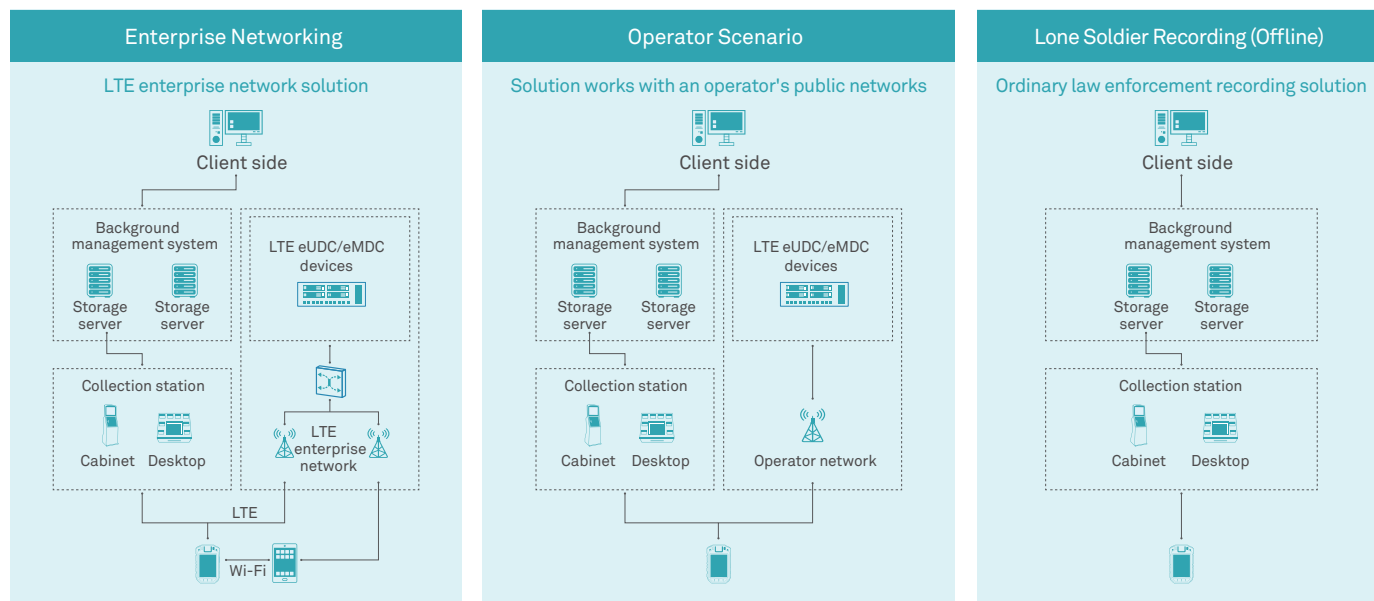 Enterprise Networking
LTE enterprise network solution
Client side
Background
management system
Storage
server
Storage
server
LTE eUDC/eMDC
devices
Collection station
Cabinet
Desktop
LTE
enterprise
network
LTE
Wi-Fi
Operator Scenario
Solution works with an operator's public networks
Client side
Background
management system
Storage
server
Storage
server
LTE eUDC/eMDC
devices
Collection station
Cabinet
Desktop
Operator network
Lone Soldier Recording (Offline)
Ordinary law enforcement recording solution
Client side
Background
management system
Storage
server
Storage
server
Collection station
Cabinet
Desktop